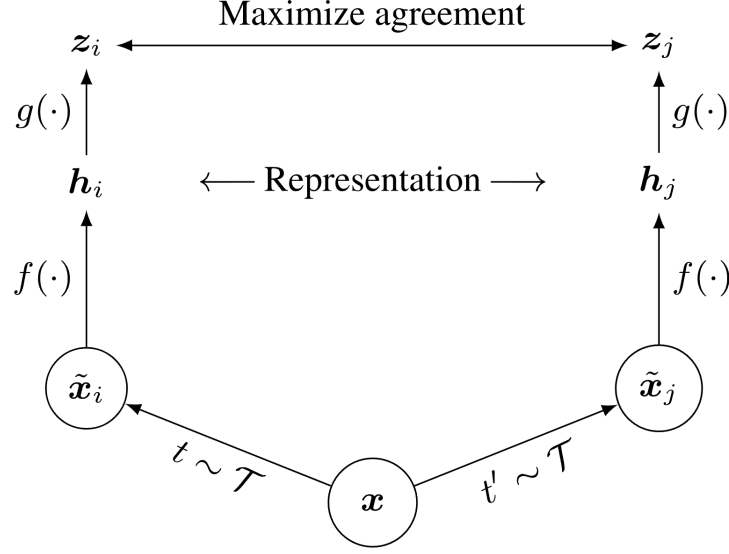 Maximize agreement
z_i z_j
g(·) g(·)
h_i ← Representation → h_j
f(·) f(·)
x̃_i x̃_j
t ∼ 𝒯 t′ ∼ 𝒯
x